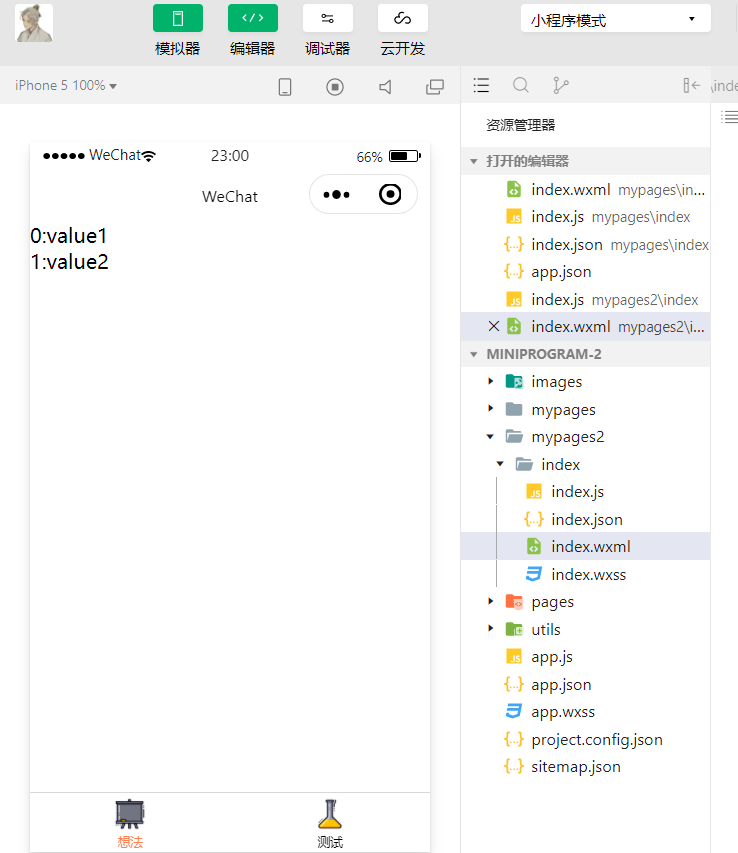 模拟器 编辑器 调试器 云开发 小程序模式
iPhone 5 100%
\inde
资源管理器
打开的编辑器
index.wxml mypages\in...
index.js mypages\index
index.json mypages\index
app.json
index.js mypages2\index
index.wxml mypages2\i...
MINIPROGRAM-2
images
mypages
mypages2
index
index.js
index.json
index.wxml
index.wxss
pages
utils
app.js
app.json
app.wxss
project.config.json
sitemap.json
WeChat 23:00 66%
WeChat
0:value1
1:value2
想法 测试